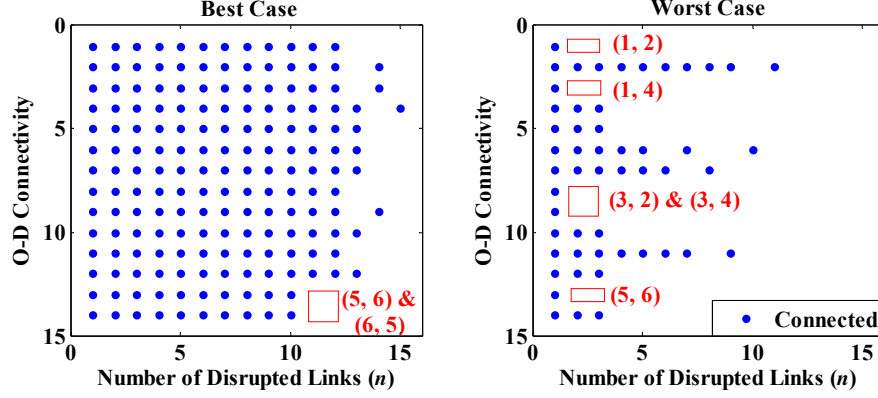 Best Case
0
5
10
15
O-D Connectivity
(5, 6) &
(6, 5)
0 5 10 15
Number of Disrupted Links (n)
Worst Case
0
5
10
15
O-D Connectivity
(1, 2)
(1, 4)
(3, 2) & (3, 4)
(5, 6)
Connected
0 5 10 15
Number of Disrupted Links (n)